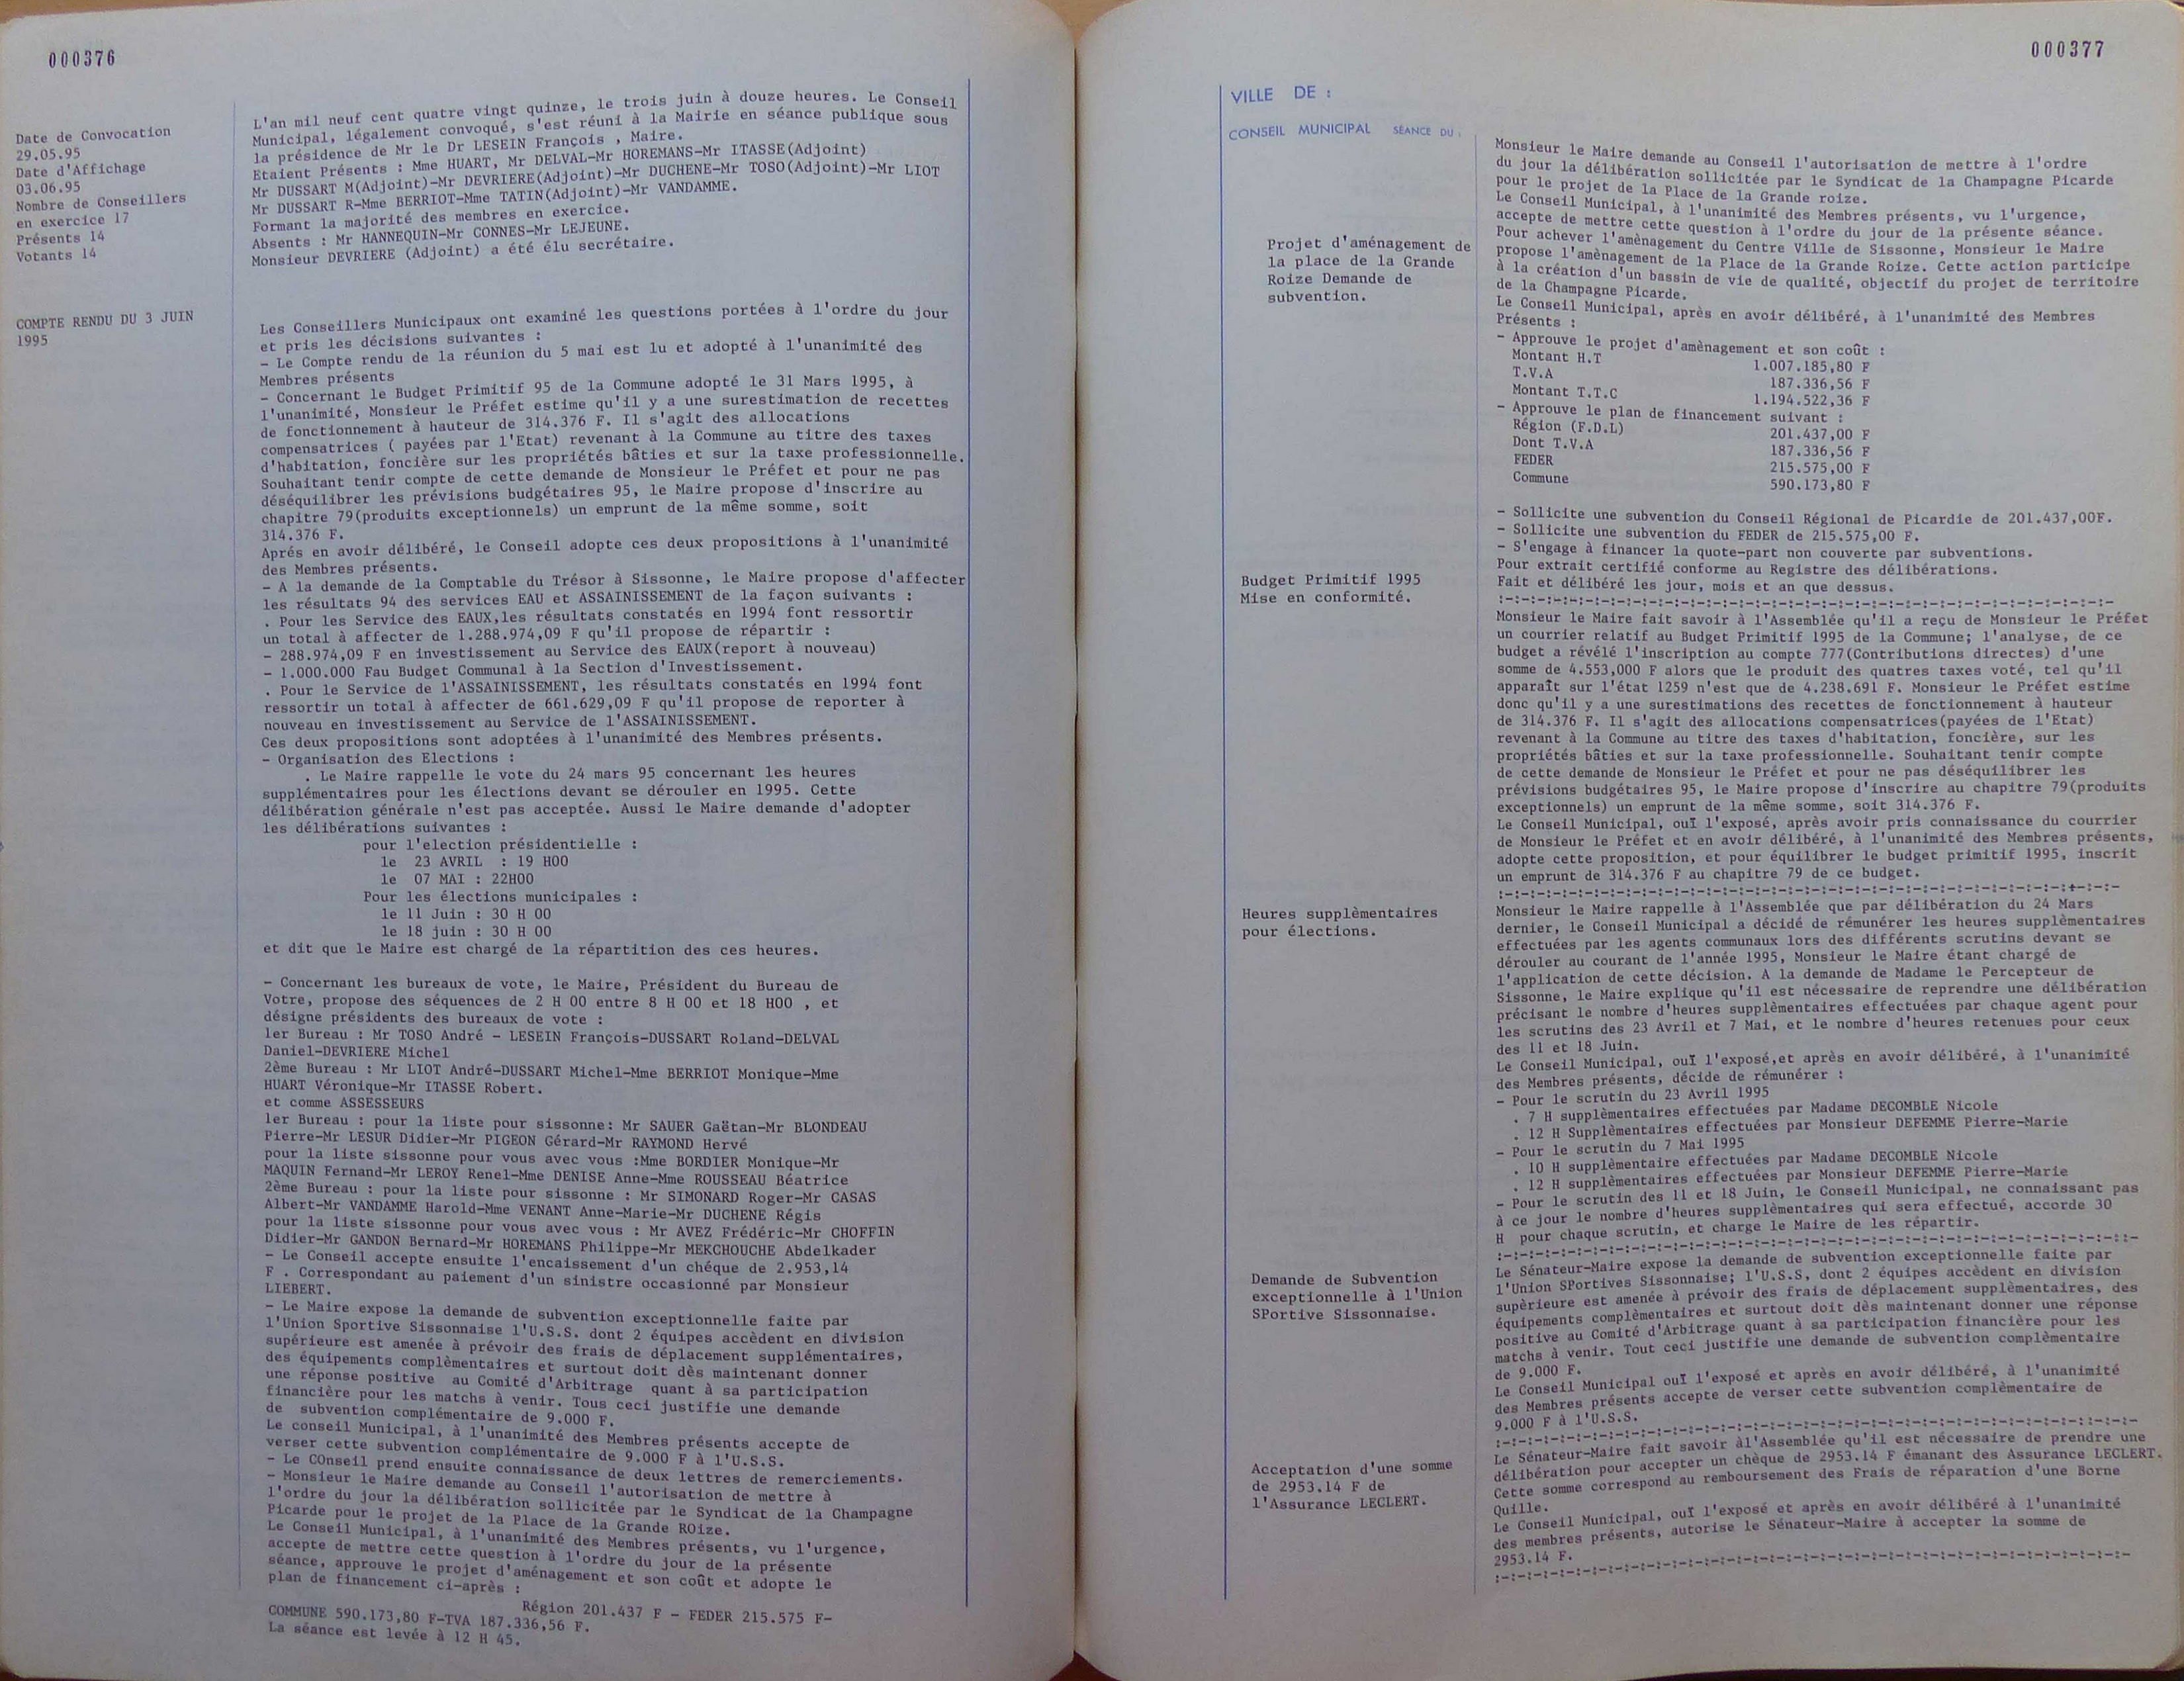 000376
Date de Convocation
29.05.95
Date d'Affichage
03.06.95
Nombre de Conseillers
en exercice 17
Présents 14
Votants 14
L'an mil neuf cent quatre vingt quinze, le trois juin à douze heures. Le Conseil
Municipal, légalement convoqué, s'est réuni à la Mairie en séance publique sous
la présidence de Mr le Dr LESEIN François , Maire.
Etaient Présents : Mme HUART, Mr DELVAL-Mr HOREMANS-Mr ITASSE(Adjoint)
Mr DUSSART M(Adjoint)-Mr DEVRIERE(Adjoint)-Mr DUCHENE-Mr TOSO(Adjoint)-Mr LIOT
Mr DUSSART R-Mme BERRIOT-Mme TATIN(Adjoint)-Mr VANDAMME.
Formant la majorité des membres en exercice.
Absents : Mr HANNEQUIN-Mr CONNES-Mr LEJEUNE.
Monsieur DEVRIERE (Adjoint) a été élu secrétaire.
COMPTE RENDU DU 3 JUIN
1995
Les Conseillers Municipaux ont examiné les questions portées à l'ordre du jour
et pris les décisions suivantes :
- Le Compte rendu de la réunion du 5 mai est lu et adopté à l'unanimité des
Membres présents
- Concernant le Budget Primitif 95 de la Commune adopté le 31 Mars 1995, à
l'unanimité, Monsieur le Préfet estime qu'il y a une surestimation de recettes
de fonctionnement à hauteur de 314.376 F. Il s'agit des allocations
compensatrices ( payées par l'Etat) revenant à la Commune au titre des taxes
d'habitation, foncière sur les propriétés bâties et sur la taxe professionnelle.
Souhaitant tenir compte de cette demande de Monsieur le Préfet et pour ne pas
déséquilibrer les prévisions budgétaires 95, le Maire propose d'inscrire au
chapitre 79(produits exceptionnels) un emprunt de la même somme, soit
314.376 F.
Aprés en avoir délibéré, le Conseil adopte ces deux propositions à l'unanimité
des Membres présents.
- A la demande de la Comptable du Trésor à Sissonne, le Maire propose d'affecter
les résultats 94 des services EAU et ASSAINISSEMENT de la façon suivants :
. Pour les Service des EAUX,les résultats constatés en 1994 font ressortir
un total à affecter de 1.288.974,09 F qu'il propose de répartir :
- 288.974,09 F en investissement au Service des EAUX(report à nouveau)
- 1.000.000 Fau Budget Communal à la Section d'Investissement.
. Pour le Service de l'ASSAINISSEMENT, les résultats constatés en 1994 font
ressortir un total à affecter de 661.629,09 F qu'il propose de reporter à
nouveau en investissement au Service de l'ASSAINISSEMENT.
Ces deux propositions sont adoptées à l'unanimité des Membres présents.
- Organisation des Elections :
. Le Maire rappelle le vote du 24 mars 95 concernant les heures
supplémentaires pour les élections devant se dérouler en 1995. Cette
délibération générale n'est pas acceptée. Aussi le Maire demande d'adopter
les délibérations suivantes :
pour l'election présidentielle :
le 23 AVRIL : 19 H00
le 07 MAI : 22H00
Pour les élections municipales :
le 11 Juin : 30 H 00
le 18 juin : 30 H 00
et dit que le Maire est chargé de la répartition des ces heures.
- Concernant les bureaux de vote, le Maire, Président du Bureau de
Votre, propose des séquences de 2 H 00 entre 8 H 00 et 18 H00 , et
désigne présidents des bureaux de vote :
1er Bureau : Mr TOSO André - LESEIN François-DUSSART Roland-DELVAL
Daniel-DEVRIERE Michel
2ème Bureau : Mr LIOT André-DUSSART Michel-Mme BERRIOT Monique-Mme
HUART Véronique-Mr ITASSE Robert.
et comme ASSESSEURS
1er Bureau : pour la liste pour sissonne: Mr SAUER Gaëtan-Mr BLONDEAU
Pierre-Mr LESUR Didier-Mr PIGEON Gérard-Mr RAYMOND Hervé
pour la liste sissonne pour vous avec vous :Mme BORDIER Monique-Mr
MAQUIN Fernand-Mr LEROY Renel-Mme DENISE Anne-Mme ROUSSEAU Béatrice
2ème Bureau : pour la liste pour sissonne : Mr SIMONARD Roger-Mr CASAS
Albert-Mr VANDAMME Harold-Mme VENANT Anne-Marie-Mr DUCHENE Régis
pour la liste sissonne pour vous avec vous : Mr AVEZ Frédéric-Mr CHOFFIN
Didier-Mr GANDON Bernard-Mr HOREMANS Philippe-Mr MEKCHOUCHE Abdelkader
- Le Conseil accepte ensuite l'encaissement d'un chéque de 2.953,14
F . Correspondant au paiement d'un sinistre occasionné par Monsieur
LIEBERT.
- Le Maire expose la demande de subvention exceptionnelle faite par
l'Union Sportive Sissonnaise l'U.S.S. dont 2 équipes accèdent en division
supérieure est amenée à prévoir des frais de déplacement supplémentaires,
des équipements complèmentaires et surtout doit dès maintenant donner
une réponse positive au Comité d'Arbitrage quant à sa participation
financière pour les matchs à venir. Tous ceci justifie une demande
de subvention complémentaire de 9.000 F.
Le conseil Municipal, à l'unanimité des Membres présents accepte de
verser cette subvention complémentaire de 9.000 F à l'U.S.S.
- Le COnseil prend ensuite connaissance de deux lettres de remerciements.
- Monsieur le Maire demande au Conseil l'autorisation de mettre à
l'ordre du jour la délibération sollicitée par le Syndicat de la Champagne
Picarde pour le projet de la Place de la Grande ROize.
Le Conseil Municipal, à l'unanimité des Membres présents, vu l'urgence,
accepte de mettre cette question à l'ordre du jour de la présente
séance, approuve le projet d'aménagement et son coût et adopte le
plan de financement ci-après :
Région 201.437 F - FEDER 215.575 F-
COMMUNE 590.173,80 F-TVA 187.336,56 F.
La séance est levée à 12 H 45.
000377
VILLE DE :
CONSEIL MUNICIPAL SÉANCE DU :
Monsieur le Maire demande au Conseil l'autorisation de mettre à l'ordre
du jour la délibération sollicitée par le Syndicat de la Champagne Picarde
pour le projet de la Place de la Grande roize.
Le Conseil Municipal, à l'unanimité des Membres présents, vu l'urgence,
accepte de mettre cette question à l'ordre du jour de la présente séance.
Projet d'aménagement de
la place de la Grande
Roize Demande de
subvention.
Pour achever l'amènagement du Centre Ville de Sissonne, Monsieur le Maire
propose l'amènagement de la Place de la Grande Roize. Cette action participe
à la création d'un bassin de vie de qualité, objectif du projet de territoire
de la Champagne Picarde.
Le Conseil Municipal, après en avoir délibéré, à l'unanimité des Membres
Présents :
- Approuve le projet d'amènagement et son coût :
Montant H.T 1.007.185,80 F
T.V.A 187.336,56 F
Montant T.T.C 1.194.522,36 F
- Approuve le plan de financement suivant :
Région (F.D.L) 201.437,00 F
Dont T.V.A 187.336,56 F
FEDER 215.575,00 F
Commune 590.173,80 F
- Sollicite une subvention du Conseil Régional de Picardie de 201.437,00F.
- Sollicite une subvention du FEDER de 215.575,00 F.
- S'engage à financer la quote-part non couverte par subventions.
Pour extrait certifié conforme au Registre des délibérations.
Fait et délibéré les jour, mois et an que dessus.
Budget Primitif 1995
Mise en conformité.
Monsieur le Maire fait savoir à l'Assemblée qu'il a reçu de Monsieur le Préfet
un courrier relatif au Budget Primitif 1995 de la Commune; l'analyse, de ce
budget a révélé l'inscription au compte 777(Contributions directes) d'une
somme de 4.553,000 F alors que le produit des quatres taxes voté, tel qu'il
apparaît sur l'état 1259 n'est que de 4.238.691 F. Monsieur le Préfet estime
donc qu'il y a une surestimations des recettes de fonctionnement à hauteur
de 314.376 F. Il s'agit des allocations compensatrices(payées de l'Etat)
revenant à la Commune au titre des taxes d'habitation, foncière, sur les
propriétés bâties et sur la taxe professionnelle. Souhaitant tenir compte
de cette demande de Monsieur le Préfet et pour ne pas déséquilibrer les
prévisions budgétaires 95, le Maire propose d'inscrire au chapitre 79(produits
exceptionnels) un emprunt de la même somme, soit 314.376 F.
Le Conseil Municipal, ouï l'exposé, après avoir pris connaissance du courrier
de Monsieur le Préfet et en avoir délibéré, à l'unanimité des Membres présents,
adopte cette proposition, et pour équilibrer le budget primitif 1995, inscrit
un emprunt de 314.376 F au chapitre 79 de ce budget.
Heures supplèmentaires
pour élections.
Monsieur le Maire rappelle à l'Assemblée que par délibération du 24 Mars
dernier, le Conseil Municipal a décidé de rémunérer les heures supplèmentaires
effectuées par les agents communaux lors des différents scrutins devant se
dérouler au courant de l'année 1995, Monsieur le Maire étant chargé de
l'application de cette décision. A la demande de Madame le Percepteur de
Sissonne, le Maire explique qu'il est nécessaire de reprendre une délibération
précisant le nombre d'heures supplèmentaires effectuées par chaque agent pour
les scrutins des 23 Avril et 7 Mai, et le nombre d'heures retenues pour ceux
des 11 et 18 Juin.
Le Conseil Municipal, ouï l'exposé,et après en avoir délibéré, à l'unanimité
des Membres présents, décide de rémunérer :
- Pour le scrutin du 23 Avril 1995
. 7 H supplèmentaires effectuées par Madame DECOMBLE Nicole
. 12 H Supplèmentaires effectuées par Monsieur DEFEMME Pierre-Marie
- Pour le scrutin du 7 Mai 1995
. 10 H supplèmentaire effectuées par Madame DECOMBLE Nicole
. 12 H supplèmentaires effectuées par Monsieur DEFEMME Pierre-Marie
- Pour le scrutin des 11 et 18 Juin, le Conseil Municipal, ne connaissant pas
à ce jour le nombre d'heures supplèmentaires qui sera effectué, accorde 30
H pour chaque scrutin, et charge le Maire de les répartir.
Demande de Subvention
exceptionnelle à l'Union
SPortive Sissonnaise.
Le Sénateur-Maire expose la demande de subvention exceptionnelle faite par
l'Union SPortives Sissonnaise; l'U.S.S, dont 2 équipes accèdent en division
supèrieure est amenée à prévoir des frais de déplacement supplèmentaires, des
équipements complèmentaires et surtout doit dès maintenant donner une réponse
positive au Comité d'Arbitrage quant à sa participation financière pour les
matchs à venir. Tout ceci justifie une demande de subvention complèmentaire
de 9.000 F.
Le Conseil Municipal ouï l'exposé et après en avoir délibéré, à l'unanimité
des Membres présents accepte de verser cette subvention complèmentaire de
9.000 F à l'U.S.S.
Acceptation d'une somme
de 2953.14 F de
l'Assurance LECLERT.
Le Sénateur-Maire fait savoir àl'Assemblée qu'il est nécessaire de prendre une
délibération pour accepter un chèque de 2953.14 F émanant des Assurance LECLERT.
Cette somme correspond au remboursement des Frais de réparation d'une Borne
Quille.
Le Conseil Municipal, ouï l'exposé et après en avoir délibéré à l'unanimité
des membres présents, autorise le Sénateur-Maire à accepter la somme de
2953.14 F.